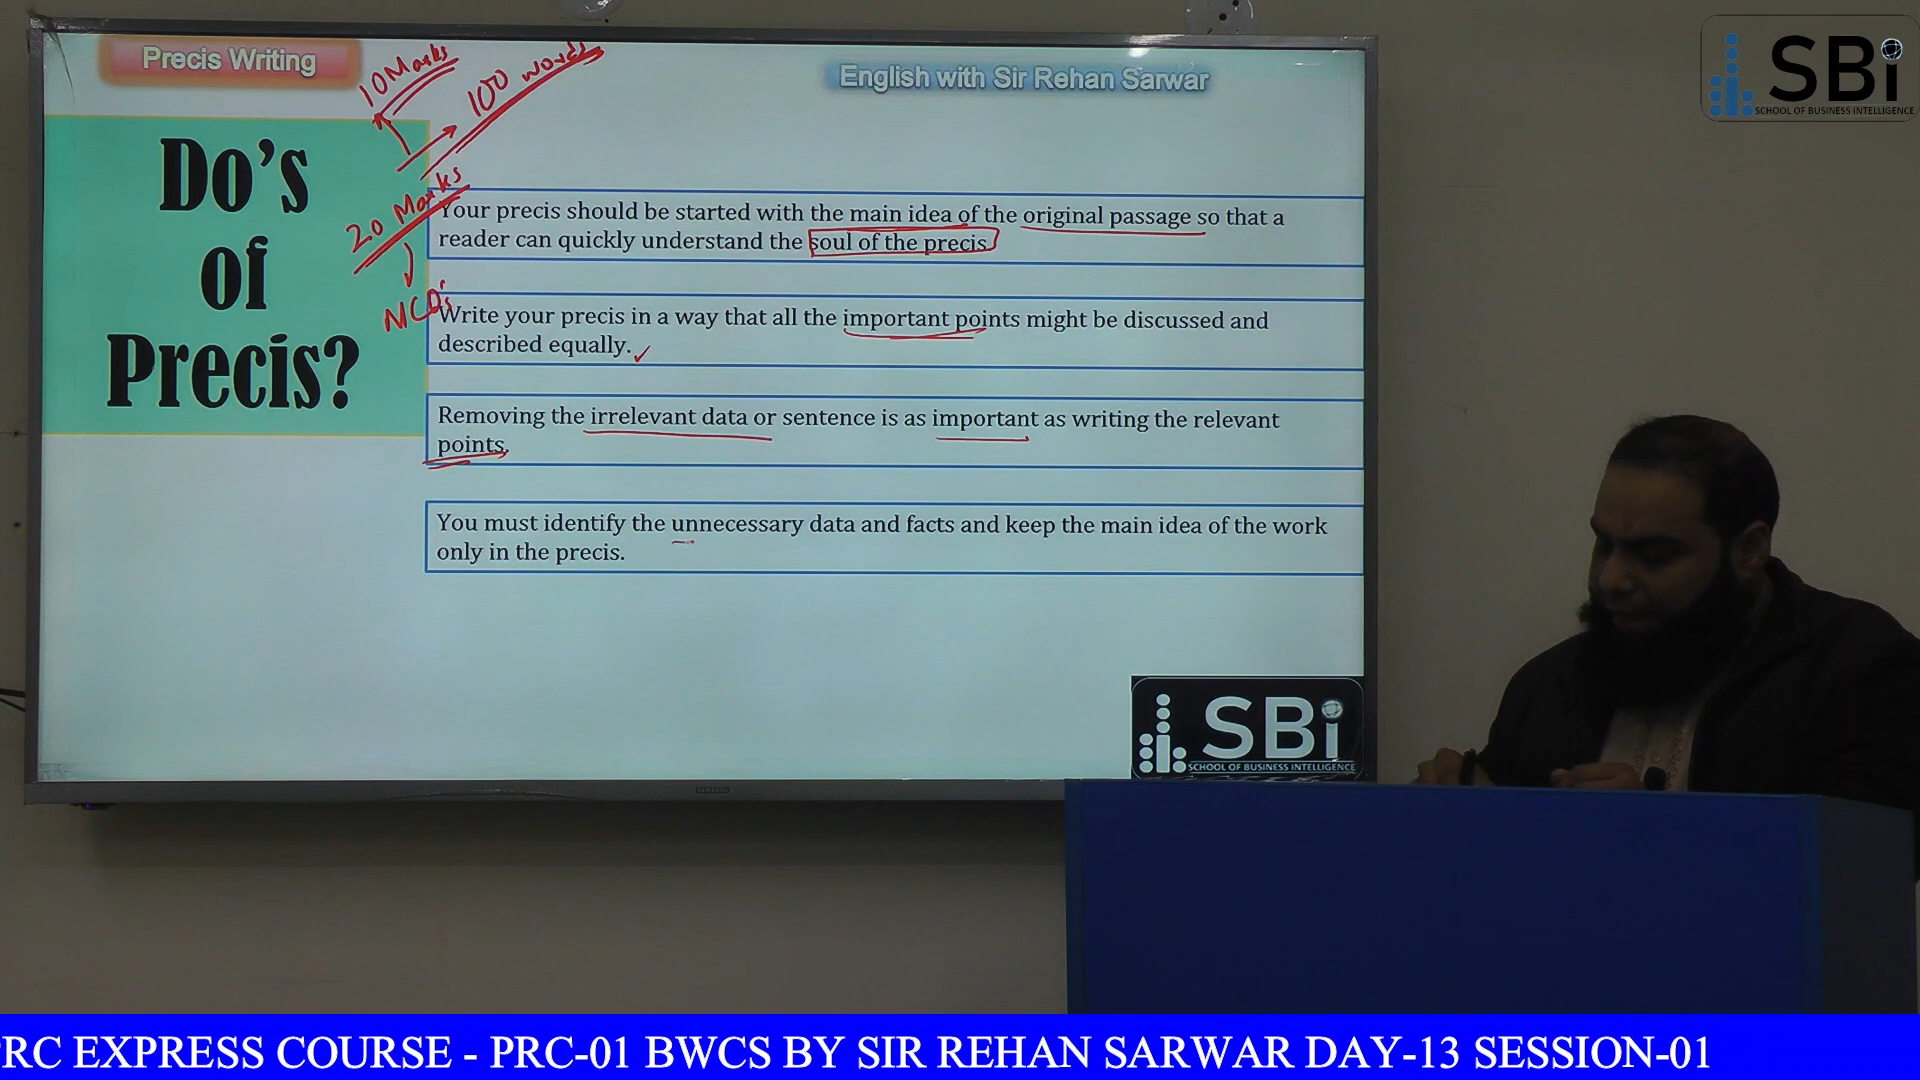 Precis Writing
English with Sir Rehan Sarwar
SBi
SCHOOL OF BUSINESS INTELLIGENCE
10 Marks
100 words
20 Marks
MCQ's
Do's
of
Precis?
Your precis should be started with the main idea of the original passage so that a
reader can quickly understand the soul of the precis
Write your precis in a way that all the important points might be discussed and
described equally.
Removing the irrelevant data or sentence is as important as writing the relevant
points.
You must identify the unnecessary data and facts and keep the main idea of the work
only in the precis.
SBi
SCHOOL OF BUSINESS INTELLIGENCE
SAMSUNG
RC EXPRESS COURSE - PRC-01 BWCS BY SIR REHAN SARWAR DAY-13 SESSION-01